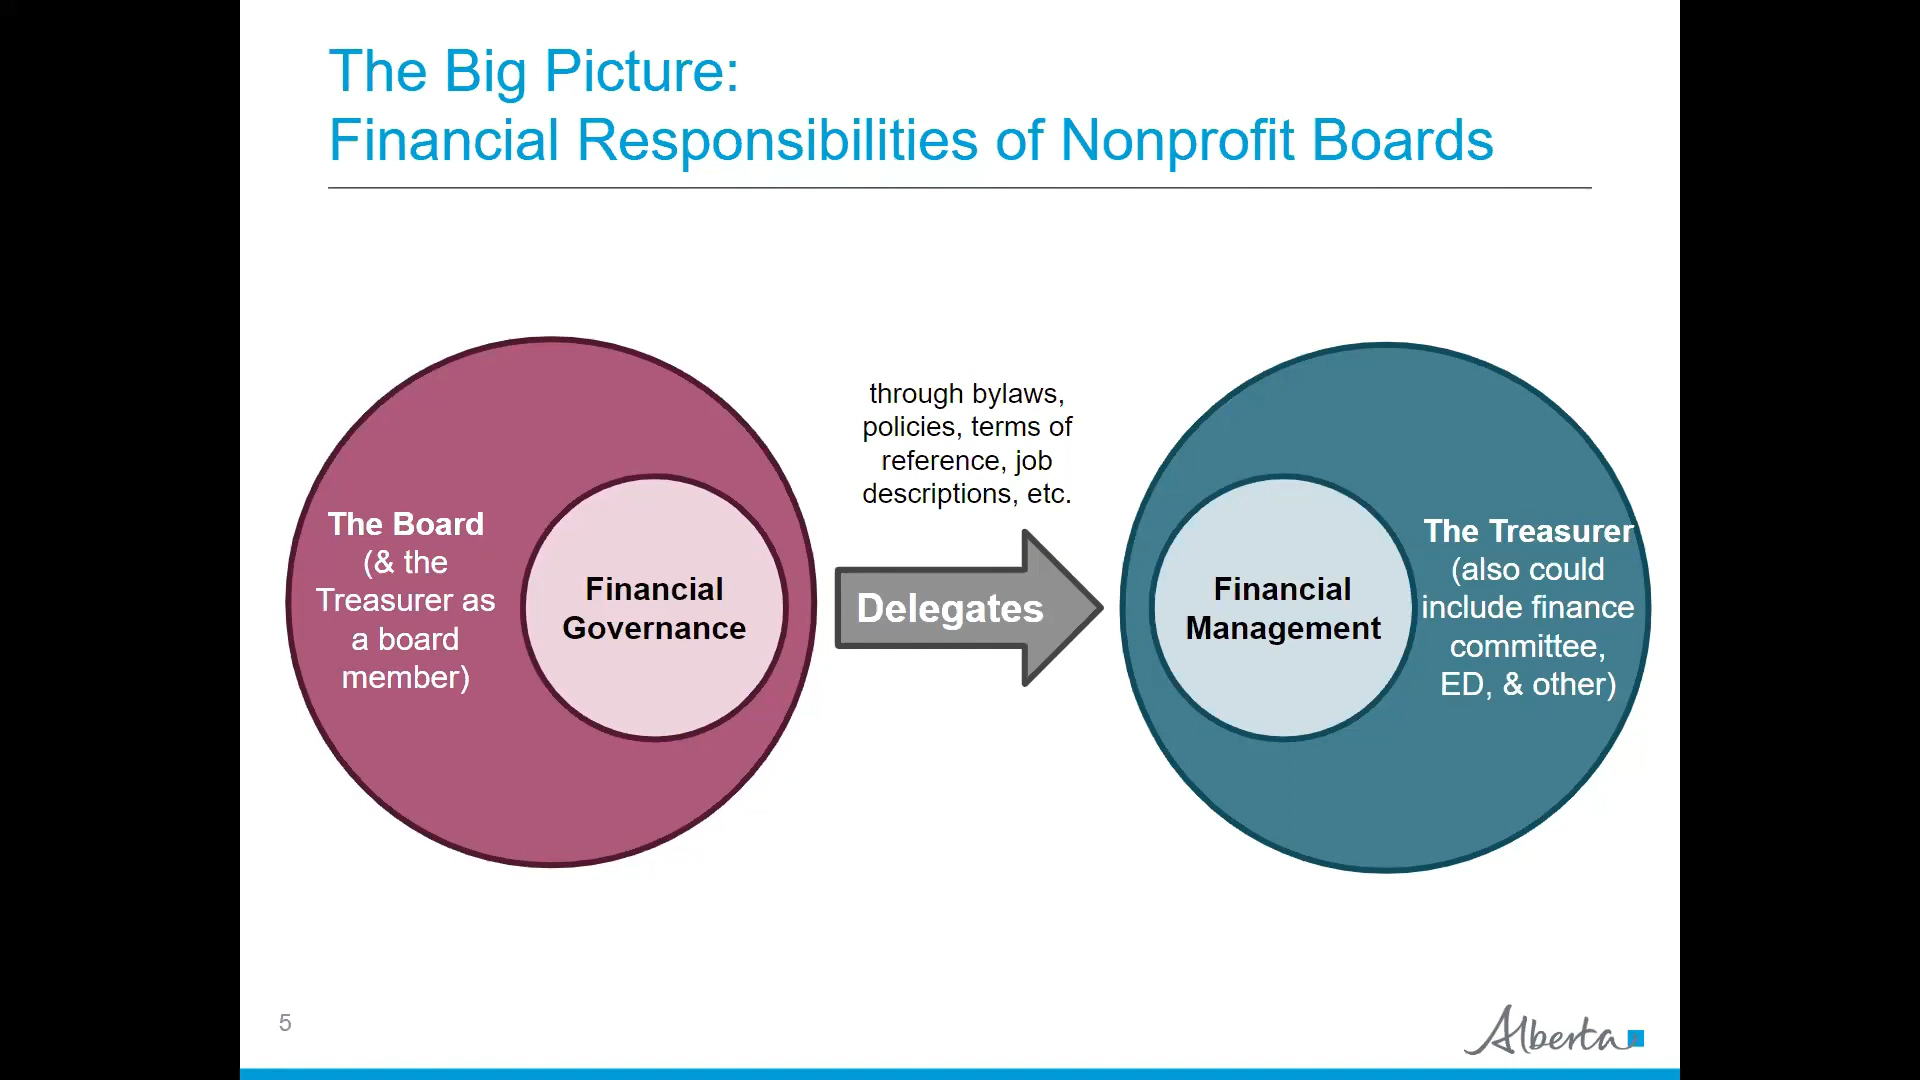 The Big Picture:
Financial Responsibilities of Nonprofit Boards
through bylaws,
policies, terms of
reference, job
descriptions, etc.
The Board
(& the
Treasurer as
a board
member)
Financial
Governance
Delegates
Financial
Management
The Treasurer
(also could
include finance
committee,
ED, & other)
5
Alberta